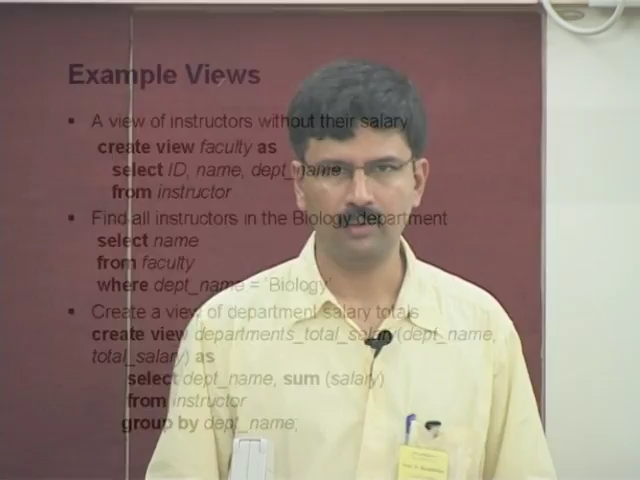 Example Views
▪ A view of instructors without their salary
create view faculty as
select ID, name, dept_name
from instructor
▪ Find all instructors in the Biology department
select name
from faculty
where dept_name = 'Biology'
▪ Create a view of department salary totals
create view departments_total_salary(dept_name,
total_salary) as
select dept_name, sum (salary)
from instructor
group by dept_name;